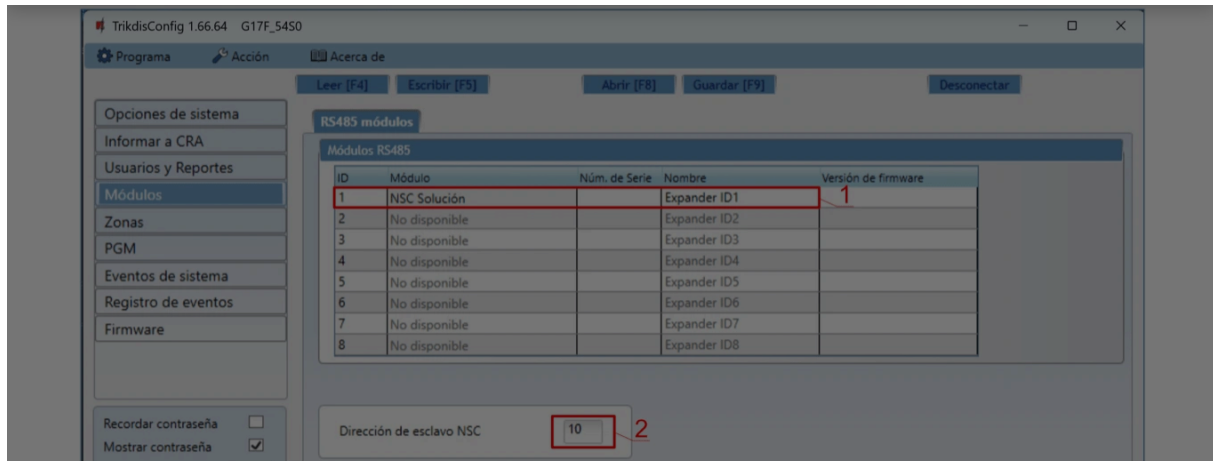 TrikdisConfig 1.66.64 G17F_54S0
Programa Acción Acerca de
Leer [F4] Escribir [F5] Abrir [F8] Guardar [F9] Desconectar
Opciones de sistema
Informar a CRA
Usuarios y Reportes
Módulos
Zonas
PGM
Eventos de sistema
Registro de eventos
Firmware
Recordar contraseña
Mostrar contraseña
RS485 módulos
Módulos RS485
ID Módulo Núm. de Serie Nombre Versión de firmware
1 NSC Solución Expander ID1 1
2 No disponible Expander ID2
3 No disponible Expander ID3
4 No disponible Expander ID4
5 No disponible Expander ID5
6 No disponible Expander ID6
7 No disponible Expander ID7
8 No disponible Expander ID8
Dirección de esclavo NSC 10 2